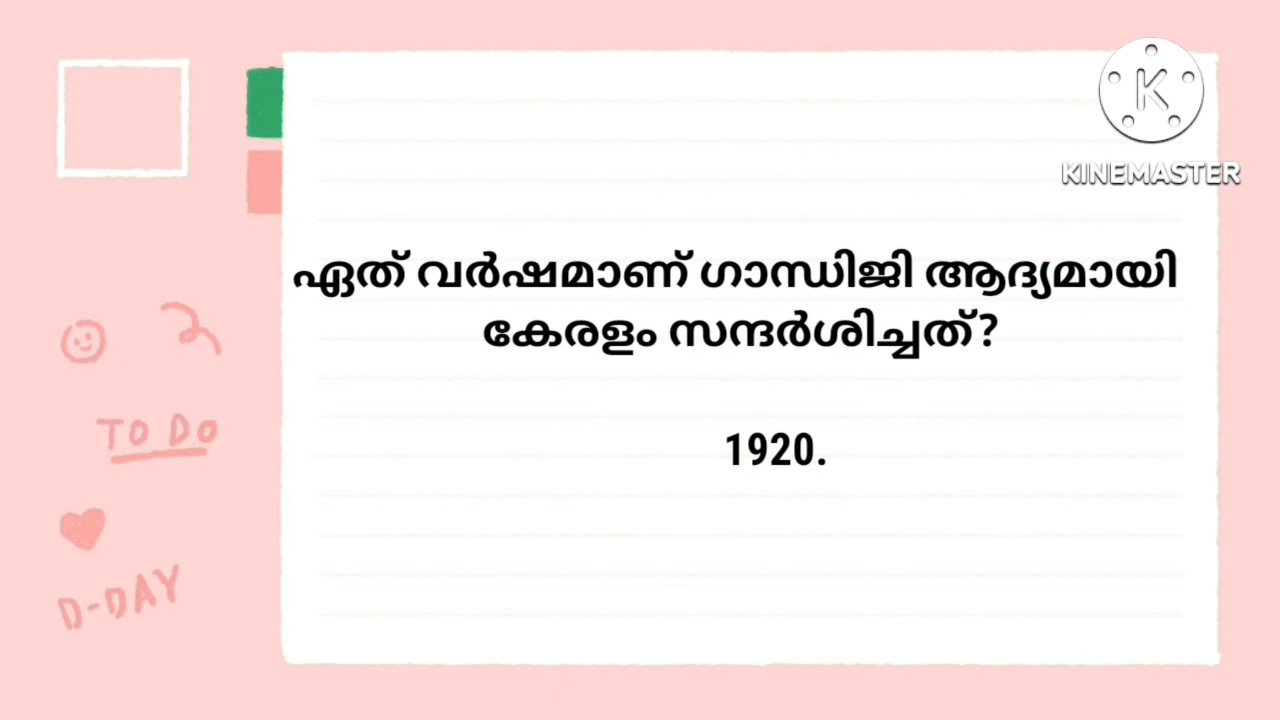 K
KINEMASTER
ഏത് വർഷമാണ് ഗാന്ധിജി ആദ്യമായി
കേരളം സന്ദർശിച്ചത്?
1920.
TO DO
D-DAY